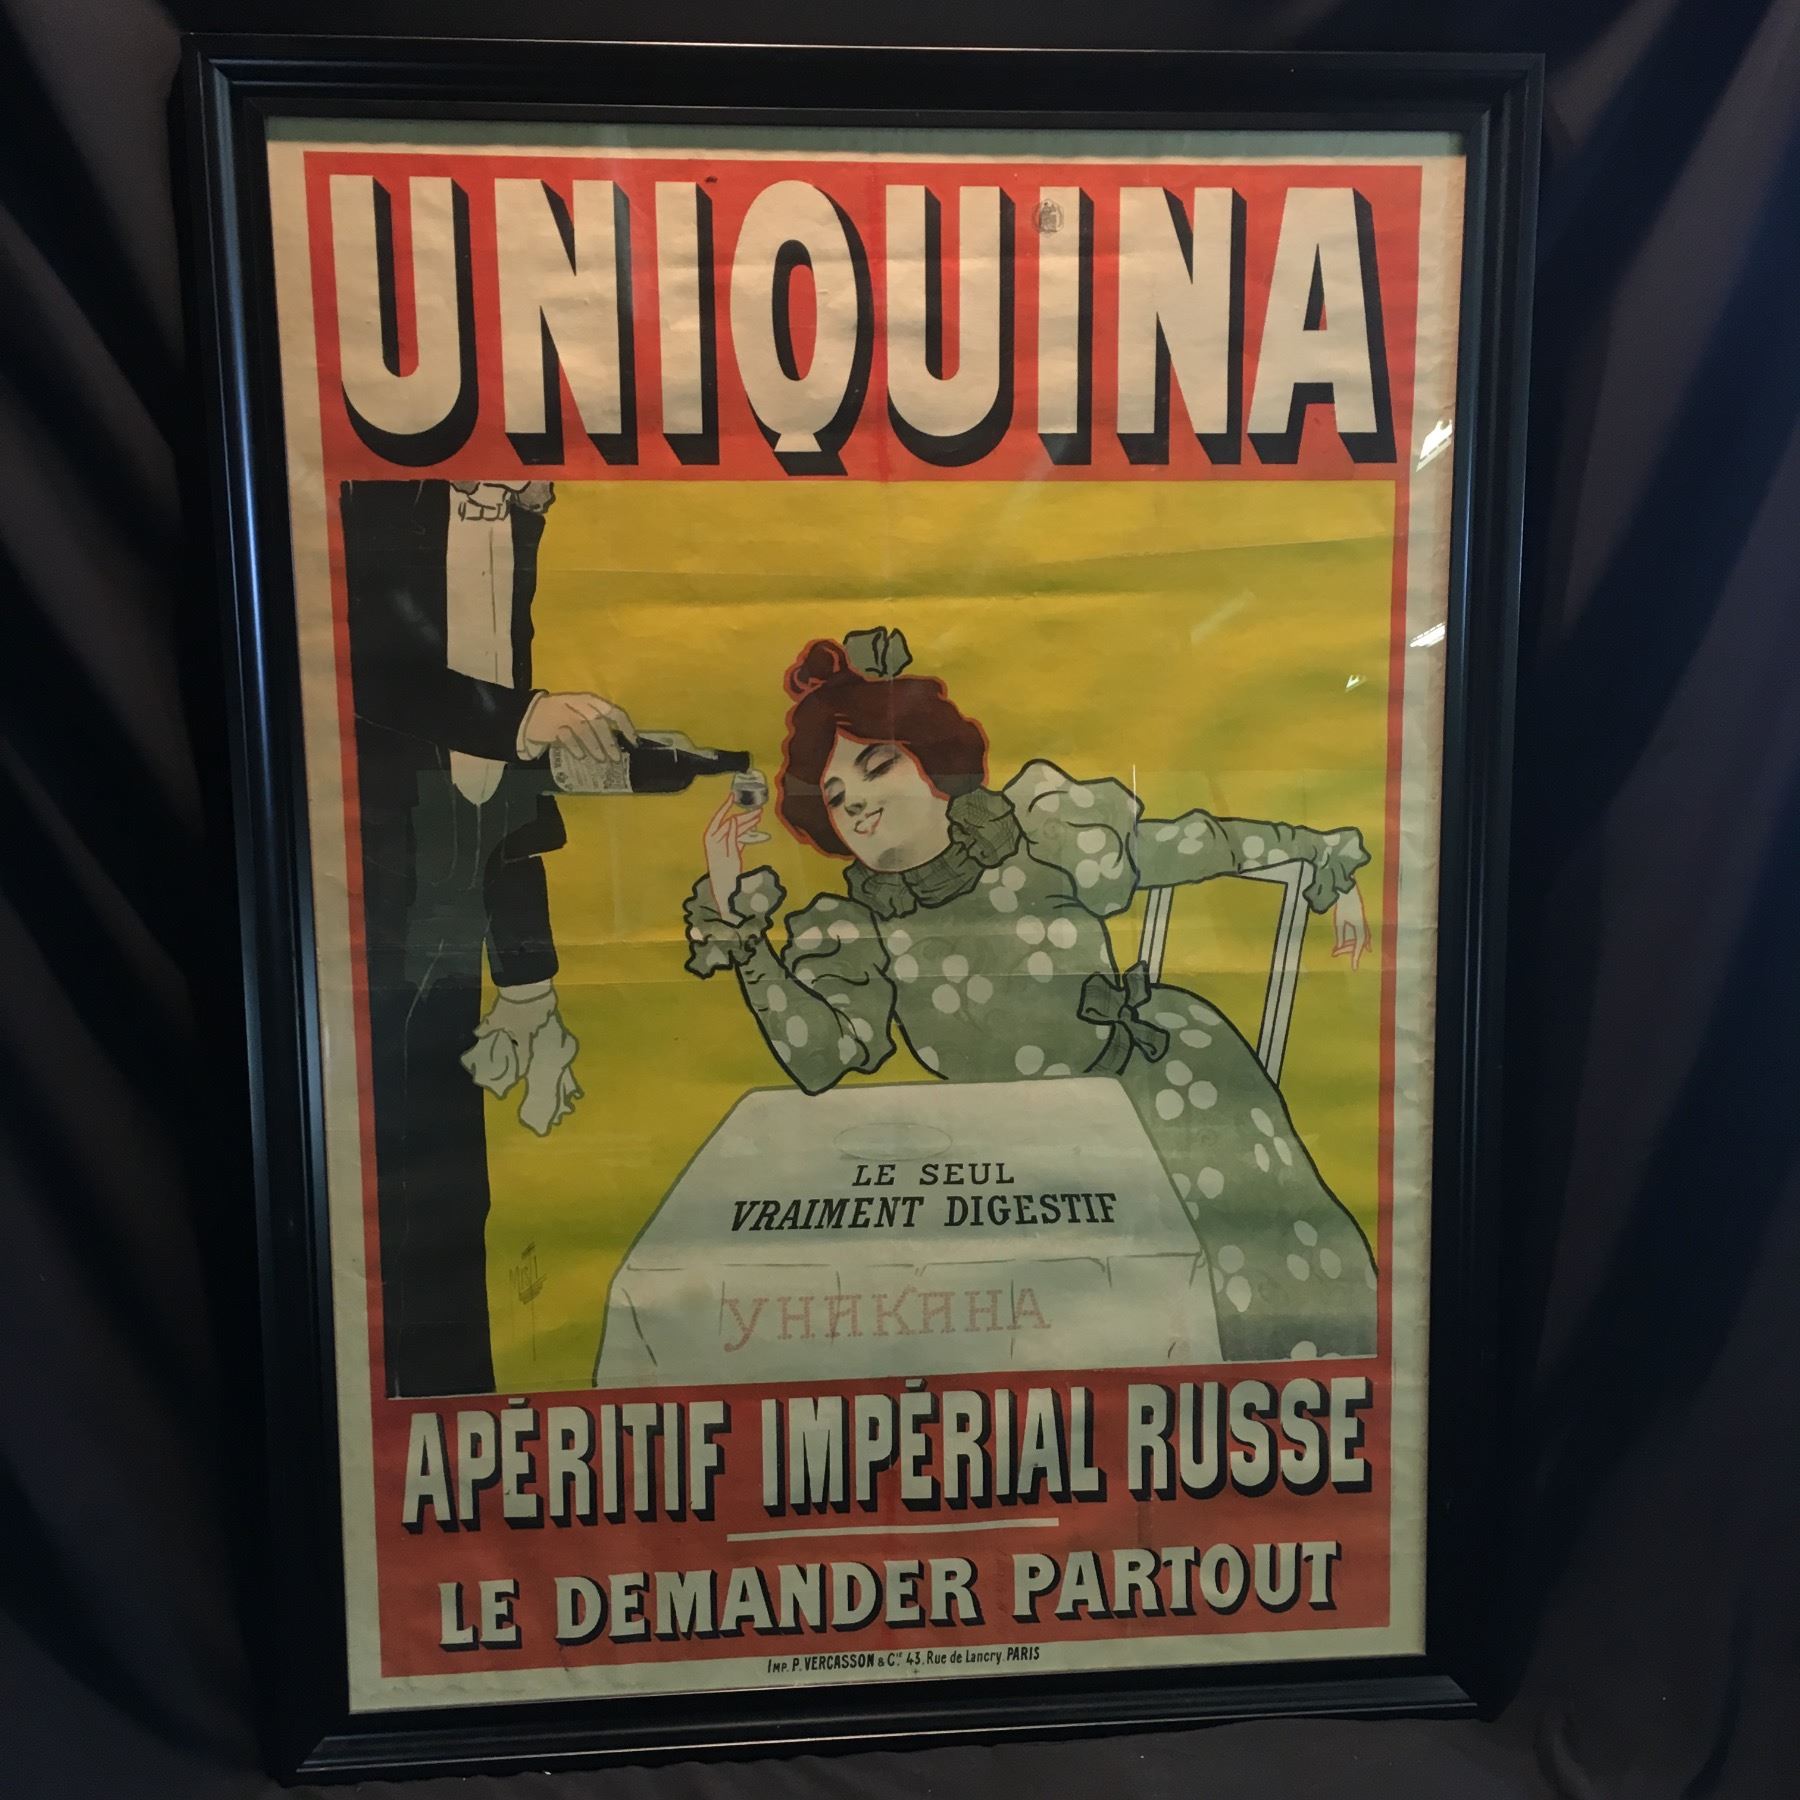 UNIQUINA
LE SEUL
VRAIMENT DIGESTIF
УНИКИНА
MISTI
APÉRITIF IMPÉRIAL RUSSE
LE DEMANDER PARTOUT
IMP. P. VERCASSON & Cie 43, Rue de Lancry. PARIS